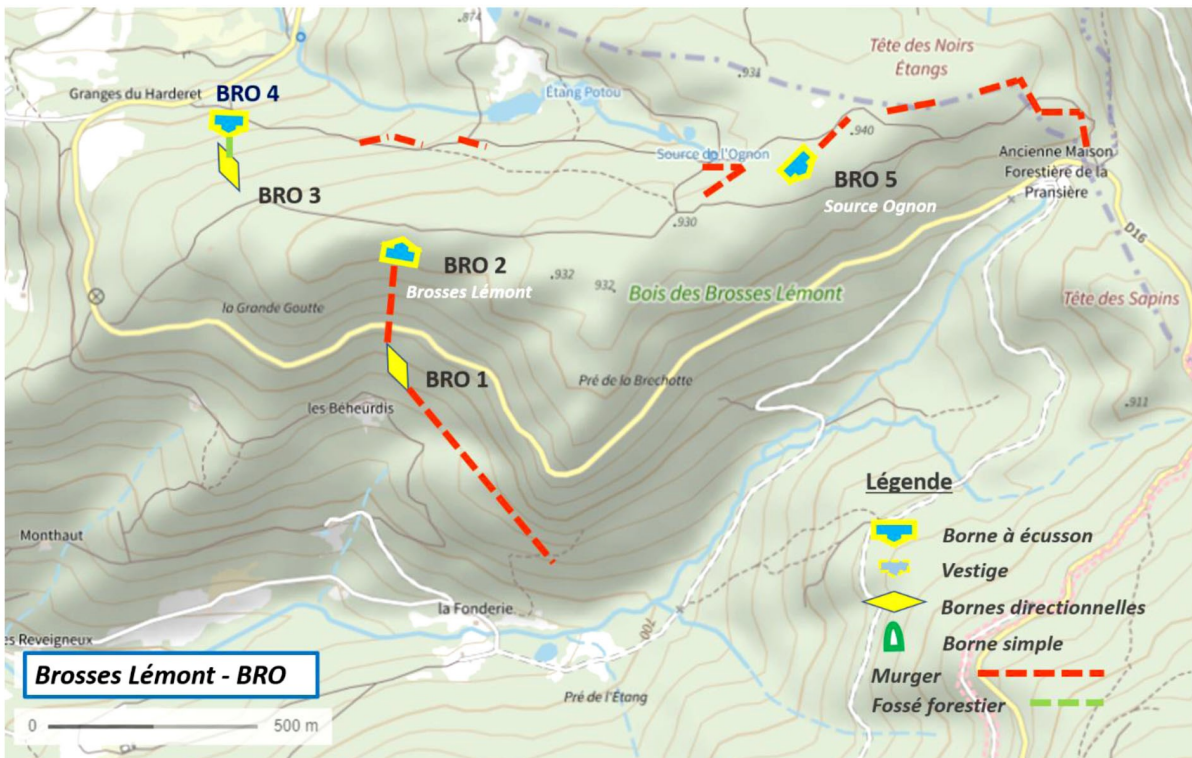 .874
Tête des Noirs
Étangs
.931
Granges du Harderet
BRO 4
Étang Potou
.940
Source de l'Ognon
Ancienne Maison
Forestière de la
Pransière
BRO 3
BRO 5
Source Ognon
.930
D16
BRO 2
Brosses Lémont
.932
932.
Bois des Brosses Lémont
Tête des Sapins
la Grande Goutte
BRO 1
Pré de la Brechotte
les Béheurdis
.911
Légende
Borne à écusson
Monthaut
Vestige
Bornes directionnelles
la Fonderie
700
es Reveigneux
Borne simple
Brosses Lémont - BRO
Murger
Pré de l'Étang
Fossé forestier
0 500 m